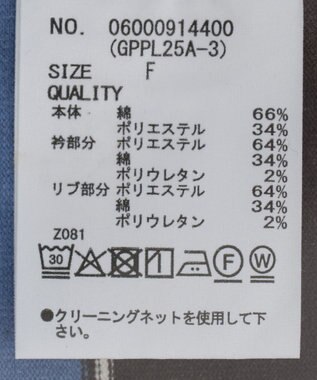 NO. 06000914400
(GPPL25A-3)
SIZE F
QUALITY
本体 綿 66%
ポリエステル 34%
衿部分 ポリエステル 64%
綿 34%
ポリウレタン 2%
リブ部分 ポリエステル 64%
綿 34%
ポリウレタン 2%
Z081
30 F W
●クリーニングネットを使用して下
さい。